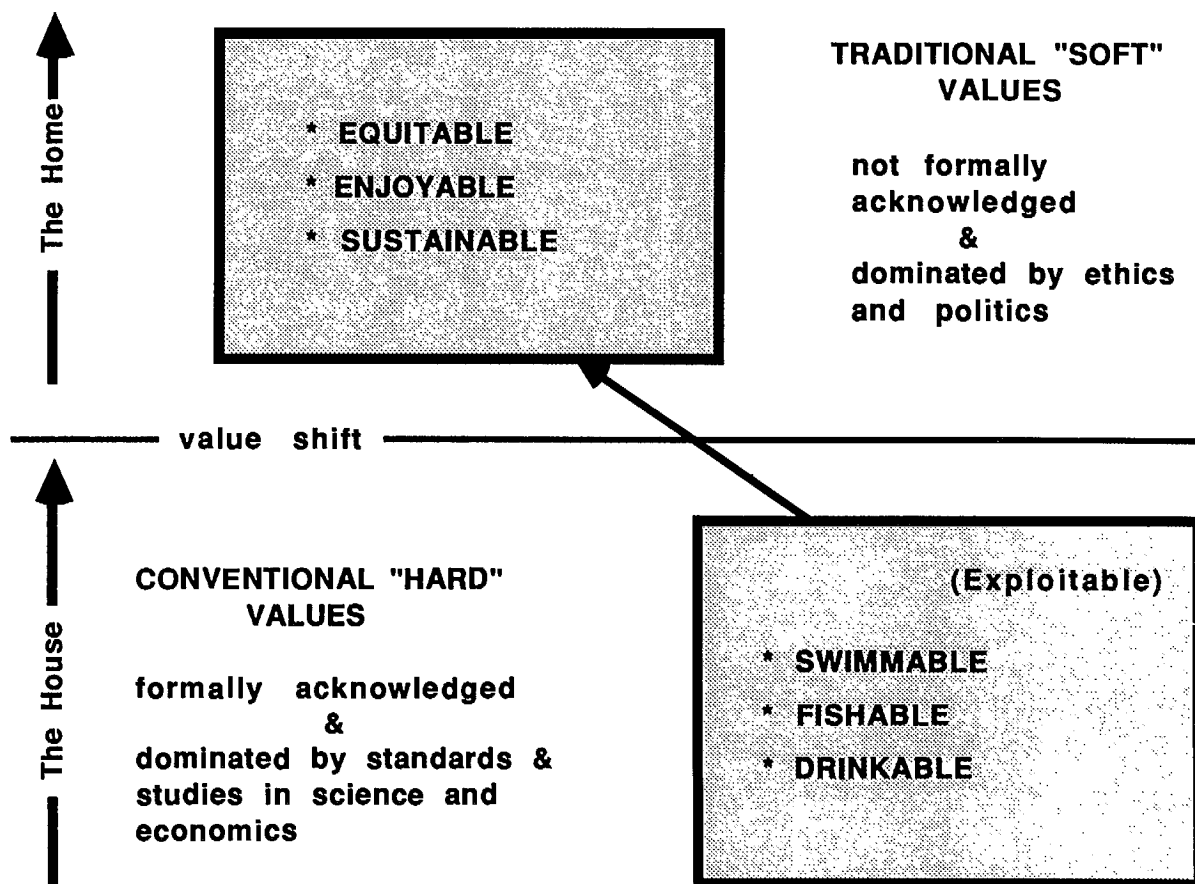 The Home
* EQUITABLE
* ENJOYABLE
* SUSTAINABLE
TRADITIONAL "SOFT"
VALUES
not formally
acknowledged
&
dominated by ethics
and politics
value shift
The House
CONVENTIONAL "HARD"
VALUES
formally acknowledged
&
dominated by standards &
studies in science and
economics
(Exploitable)
* SWIMMABLE
* FISHABLE
* DRINKABLE